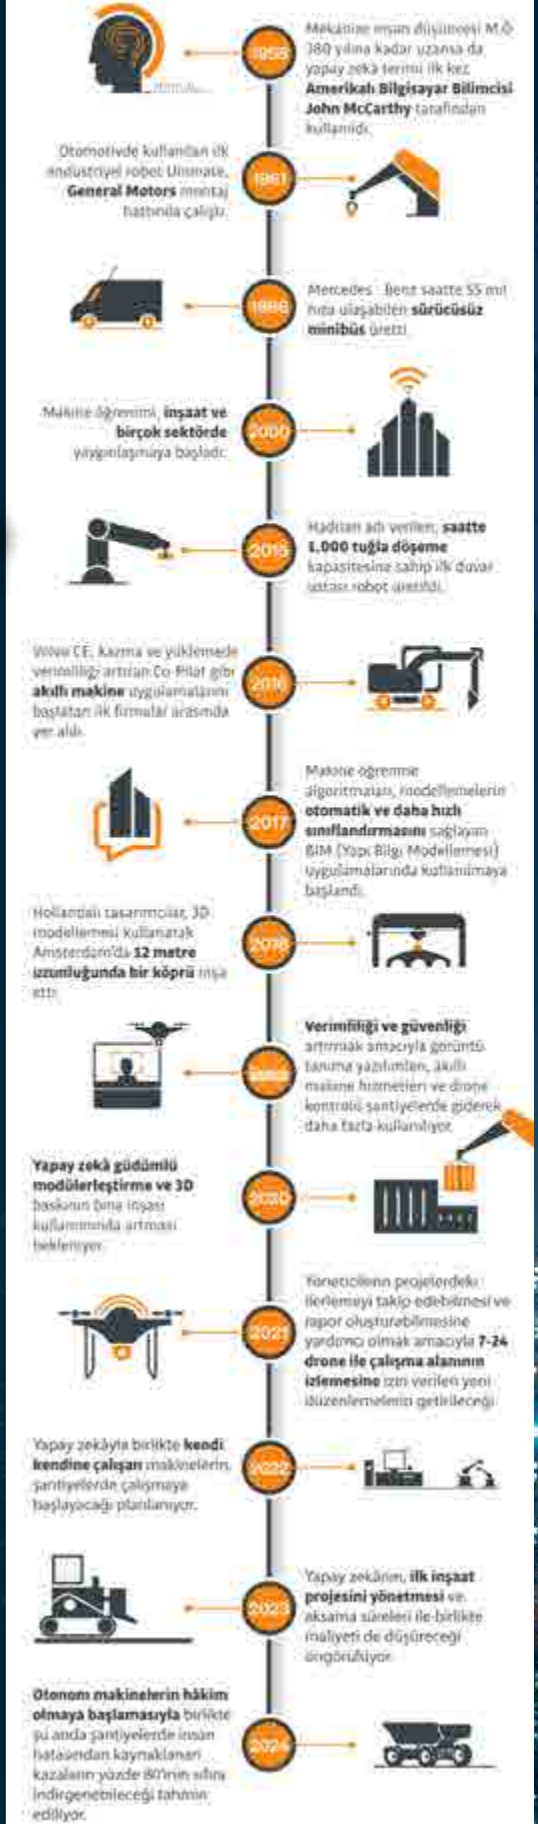 Mekanize insan düşüncesi M.Ö
380 yılına kadar uzansa da
yapay zekâ terimi ilk kez
Amerikalı Bilgisayar Bilimcisi
John McCarthy tarafından
kullanıldı.
1955
Otomotivde kullanılan ilk
endüstriyel robot Unimate,
General Motors montaj
hattında çalıştı.
1961
Mercedes - Benz saatte 55 mil
hıza ulaşabilen sürücüsüz
minibüs üretti.
1986
Makine öğrenimi, inşaat ve
birçok sektörde
yaygınlaşmaya başladı.
2000
Hadrian adı verilen, saatte
1.000 tuğla döşeme
kapasitesine sahip ilk duvar
ustası robot üretildi.
2015
Volvo CE, kazma ve yüklemede
verimliliği artıran Co-Pilot gibi
akıllı makine uygulamalarını
başlatan ilk firmalar arasında
yer aldı.
2016
Makine öğrenme
algoritmaları, modellemelerin
otomatik ve daha hızlı
sınıflandırmasını sağlayan
BIM (Yapı Bilgi Modellemesi)
uygulamalarında kullanılmaya
başlandı.
2017
Hollandalı tasarımcılar, 3D
modellemesi kullanarak
Amsterdam'da 12 metre
uzunluğunda bir köprü inşa
etti.
2018
Verimliliği ve güvenliği
artırmak amacıyla görüntü
tanıma yazılımları, akıllı
makine hizmetleri ve drone
kontrolü şantiyelerde giderek
daha fazla kullanılıyor.
Yapay zekâ güdümlü
modülerleştirme ve 3D
baskının bina inşası
kullanımında artması
bekleniyor.
2020
Yöneticilerin projelerdeki
ilerlemeyi takip edebilmesi ve
rapor oluşturabilmesine
yardımcı olmak amacıyla 7-24
drone ile çalışma alanının
izlemesine izin verilen yeni
düzenlemelerin getirileceği
2021
Yapay zekâyla birlikte kendi
kendine çalışan makinelerin,
şantiyelerde çalışmaya
başlayacağı planlanıyor.
2022
Yapay zekânın, ilk inşaat
projesini yönetmesi ve
aksama süreleri ile birlikte
maliyeti de düşüreceği
öngörülüyor.
2023
Otonom makinelerin hâkim
olmaya başlamasıyla birlikte
şu anda şantiyelerde insan
hatasından kaynaklanan
kazaların yüzde 80'inin sıfıra
indirgenebileceği tahmin
ediliyor.
2024